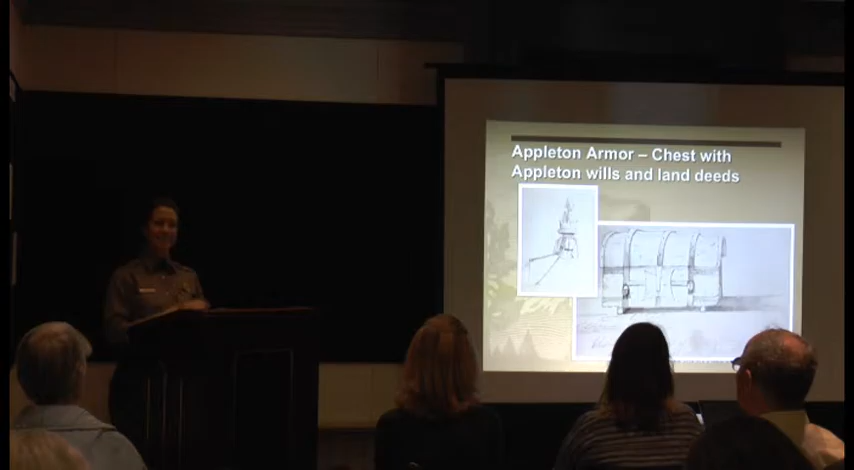 Appleton Armor – Chest with
Appleton wills and land deeds